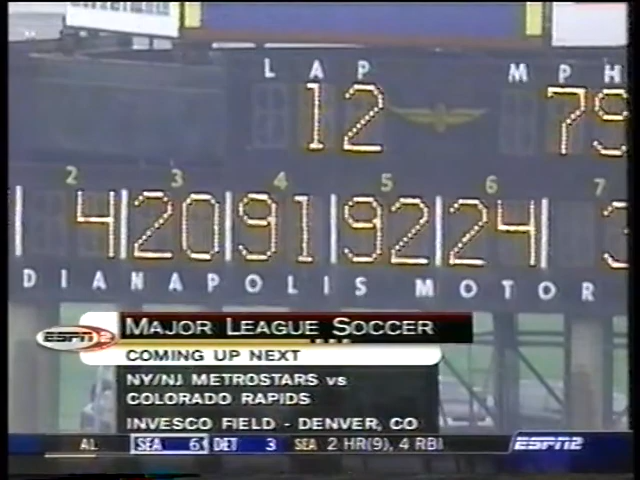 LAP MPH
12 79
2 3 4 5 6 7
4 20 91 92 24 3
DIANAPOLIS MOTOR
ESPN2
MAJOR LEAGUE SOCCER
COMING UP NEXT
NY/NJ METROSTARS vs
COLORADO RAPIDS
INVESCO FIELD - DENVER, CO
AL SEA 6 DET 3 SEA 2 HR(9), 4 RBI ESPN2